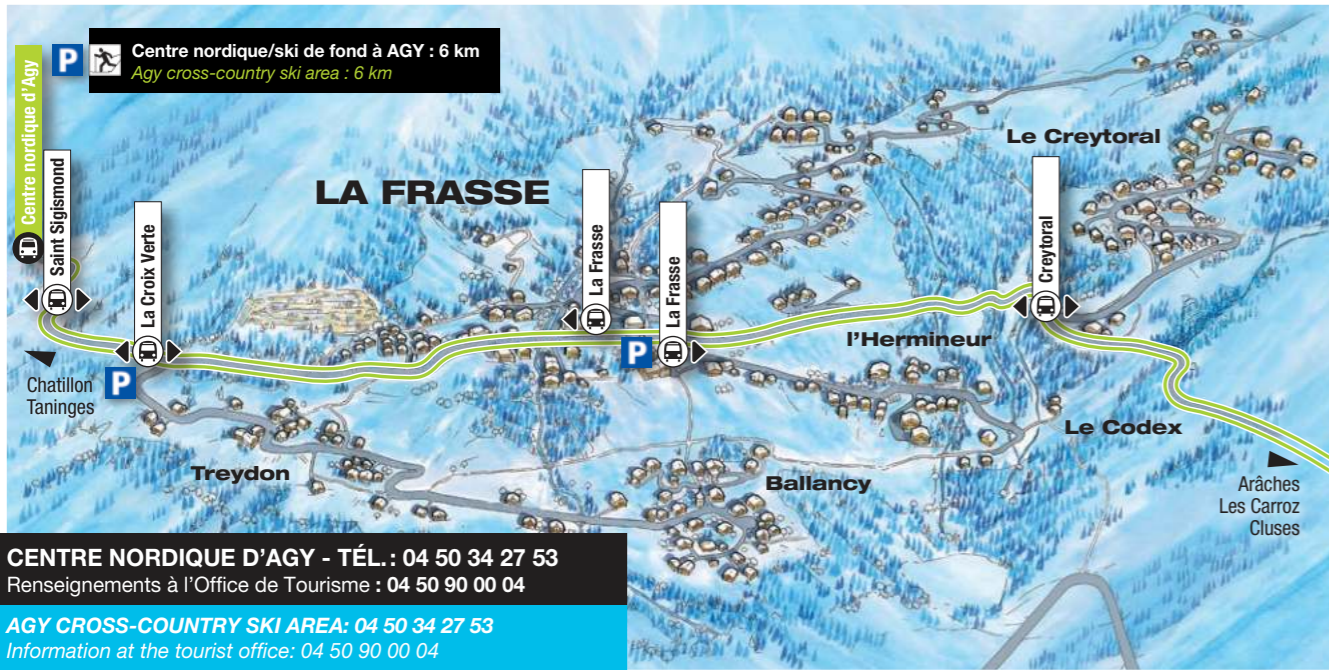 P
Centre nordique/ski de fond à AGY : 6 km
Agy cross-country ski area : 6 km
Centre nordique d'Agy
Saint Sigismond
La Croix Verte
LA FRASSE
La Frasse
La Frasse
Le Creytoral
Creytoral
l'Hermineur
P
P
Chatillon
Taninges
Le Codex
Treydon
Ballancy
Arâches
Les Carroz
Cluses
CENTRE NORDIQUE D'AGY - TÉL. : 04 50 34 27 53
Renseignements à l'Office de Tourisme : 04 50 90 00 04
AGY CROSS-COUNTRY SKI AREA: 04 50 34 27 53
Information at the tourist office: 04 50 90 00 04